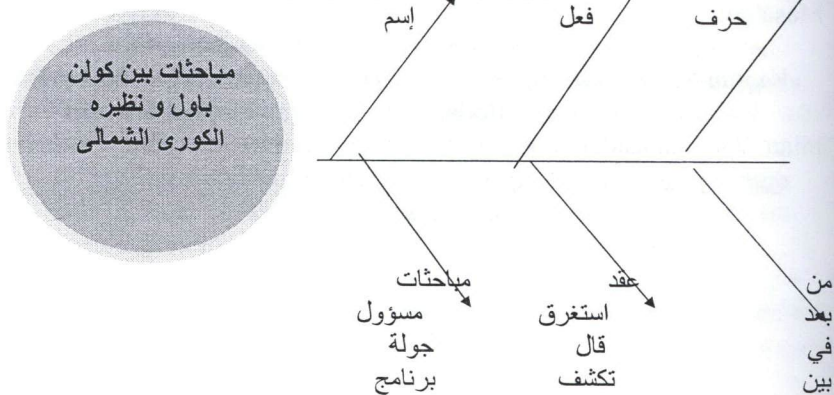 إسم
فعل
حرف
مباحثات بين كولن
باول و نظيره
الكورى الشمالى
من
بعد
في
بين
عقد
استغرق
قال
تكشف
مباحثات
مسؤول
جولة
برنامج